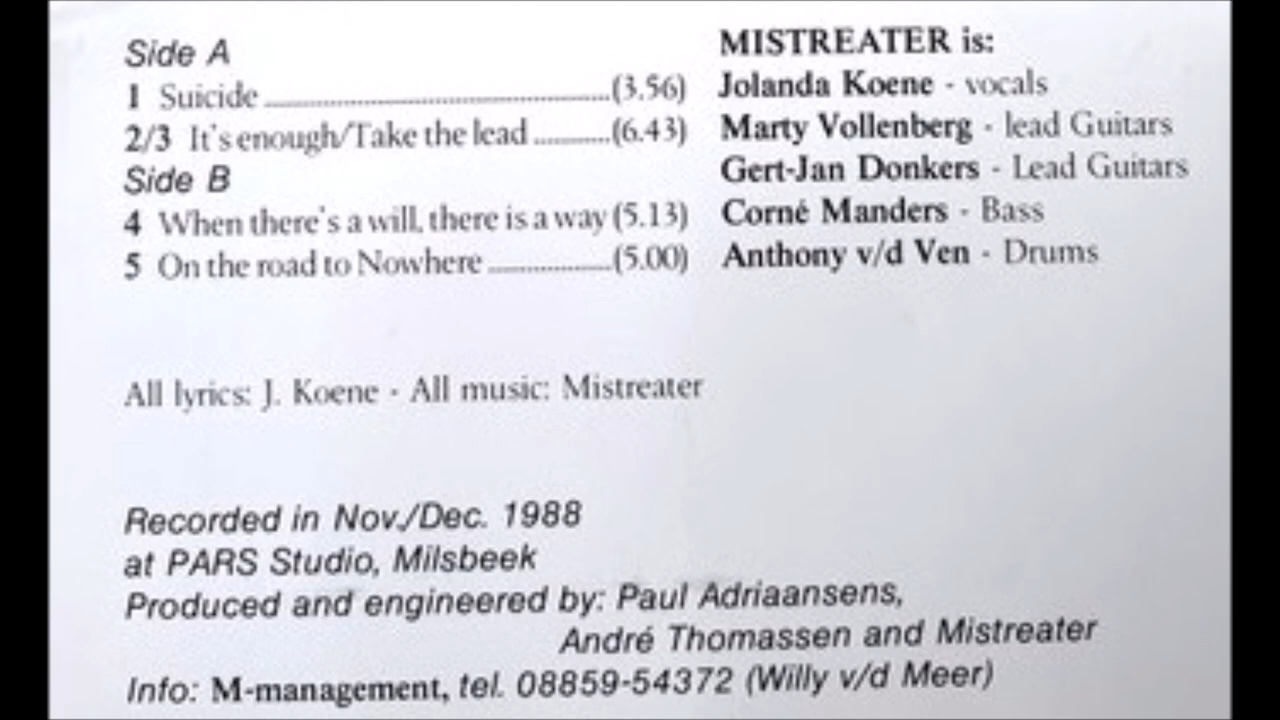 Side A
1 Suicide ........................................(3.56)
2/3 It's enough/Take the lead ..........(6.43)
Side B
4 When there's a will, there is a way (5.13)
5 On the road to Nowhere ................(5.00)
MISTREATER is:
Jolanda Koene - vocals
Marty Vollenberg - lead Guitars
Gert-Jan Donkers - Lead Guitars
Corné Manders - Bass
Anthony v/d Ven - Drums
All lyrics: J. Koene - All music: Mistreater
Recorded in Nov./Dec. 1988
at PARS Studio, Milsbeek
Produced and engineered by: Paul Adriaansens,
André Thomassen and Mistreater
Info: M-management, tel. 08859-54372 (Willy v/d Meer)